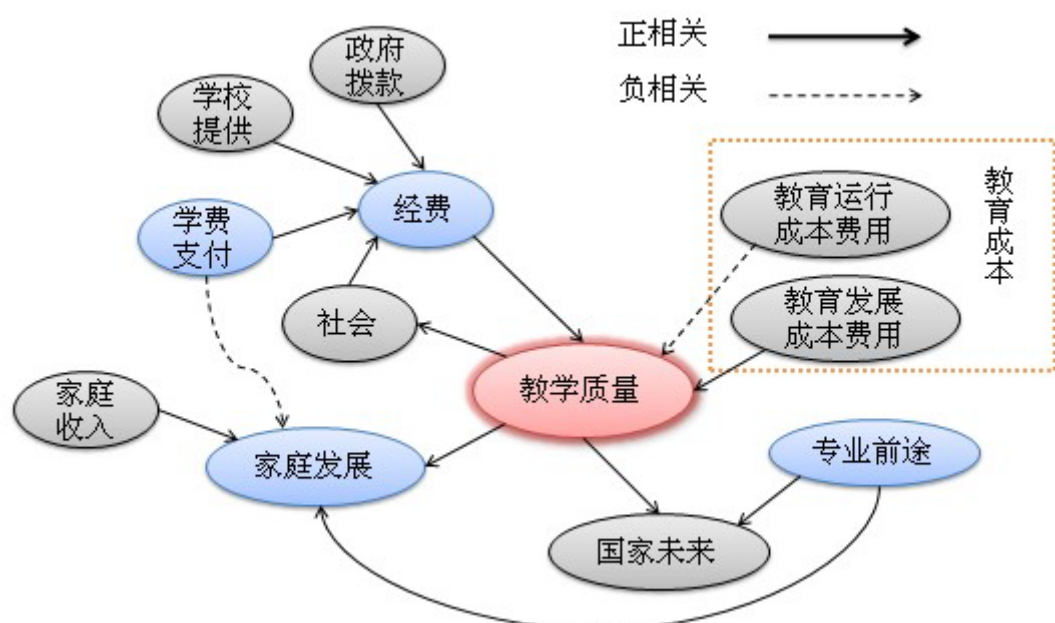 正相关
负相关
政府
拨款
学校
提供
经费
学费
支付
社会
教育运行
成本费用
教育发展
成本费用
教育成本
教学质量
家庭
收入
家庭发展
专业前途
国家未来